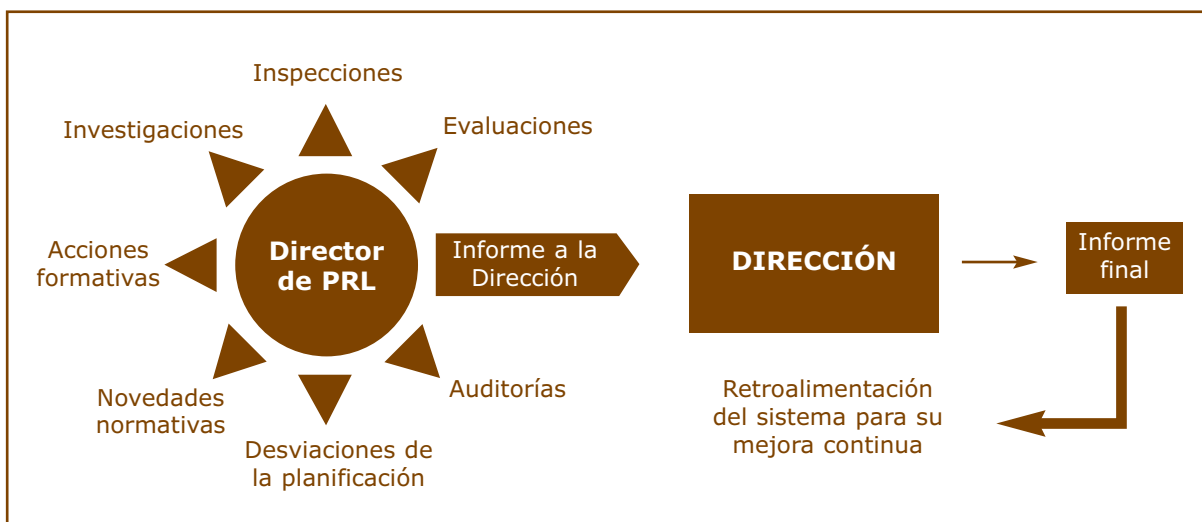 Inspecciones
Investigaciones
Evaluaciones
Acciones
formativas
Director
de PRL
Informe a la
Dirección
DIRECCIÓN
Informe
final
Novedades
normativas
Auditorías
Desviaciones de
la planificación
Retroalimentación
del sistema para su
mejora continua